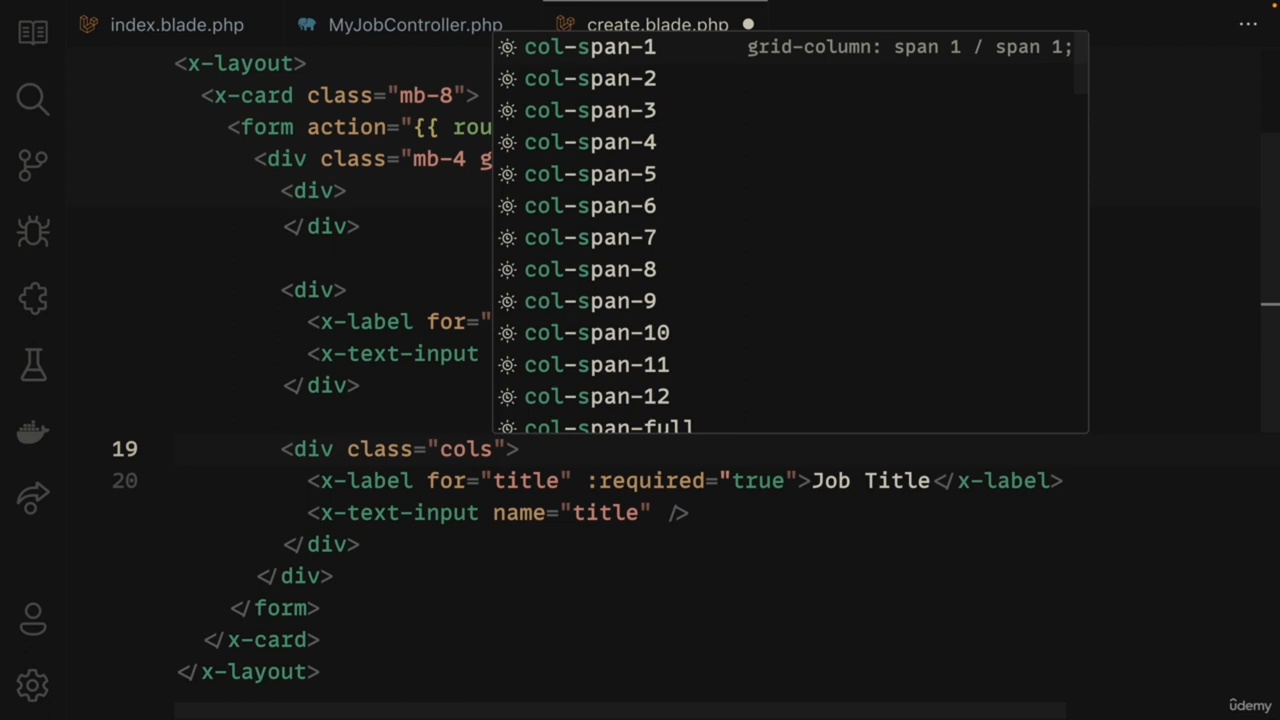 index.blade.php MyJobController.php create.blade.php
<x-layout>
<x-card class="mb-8">
<form action="{{ rou
<div class="mb-4 g
<div>
</div>
<div>
<x-label for="
<x-text-input
</div>
col-span-1 grid-column: span 1 / span 1;
col-span-2
col-span-3
col-span-4
col-span-5
col-span-6
col-span-7
col-span-8
col-span-9
col-span-10
col-span-11
col-span-12
col-span-full
19 <div class="cols">
20 <x-label for="title" :required="true">Job Title</x-label>
<x-text-input name="title" />
</div>
</div>
</form>
</x-card>
</x-layout>
ûdemy